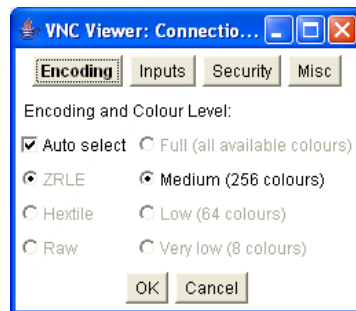 VNC Viewer: Connectio...
Encoding Inputs Security Misc
Encoding and Colour Level:
Auto select Full (all available colours)
ZRLE Medium (256 colours)
Hextile Low (64 colours)
Raw Very low (8 colours)
OK Cancel